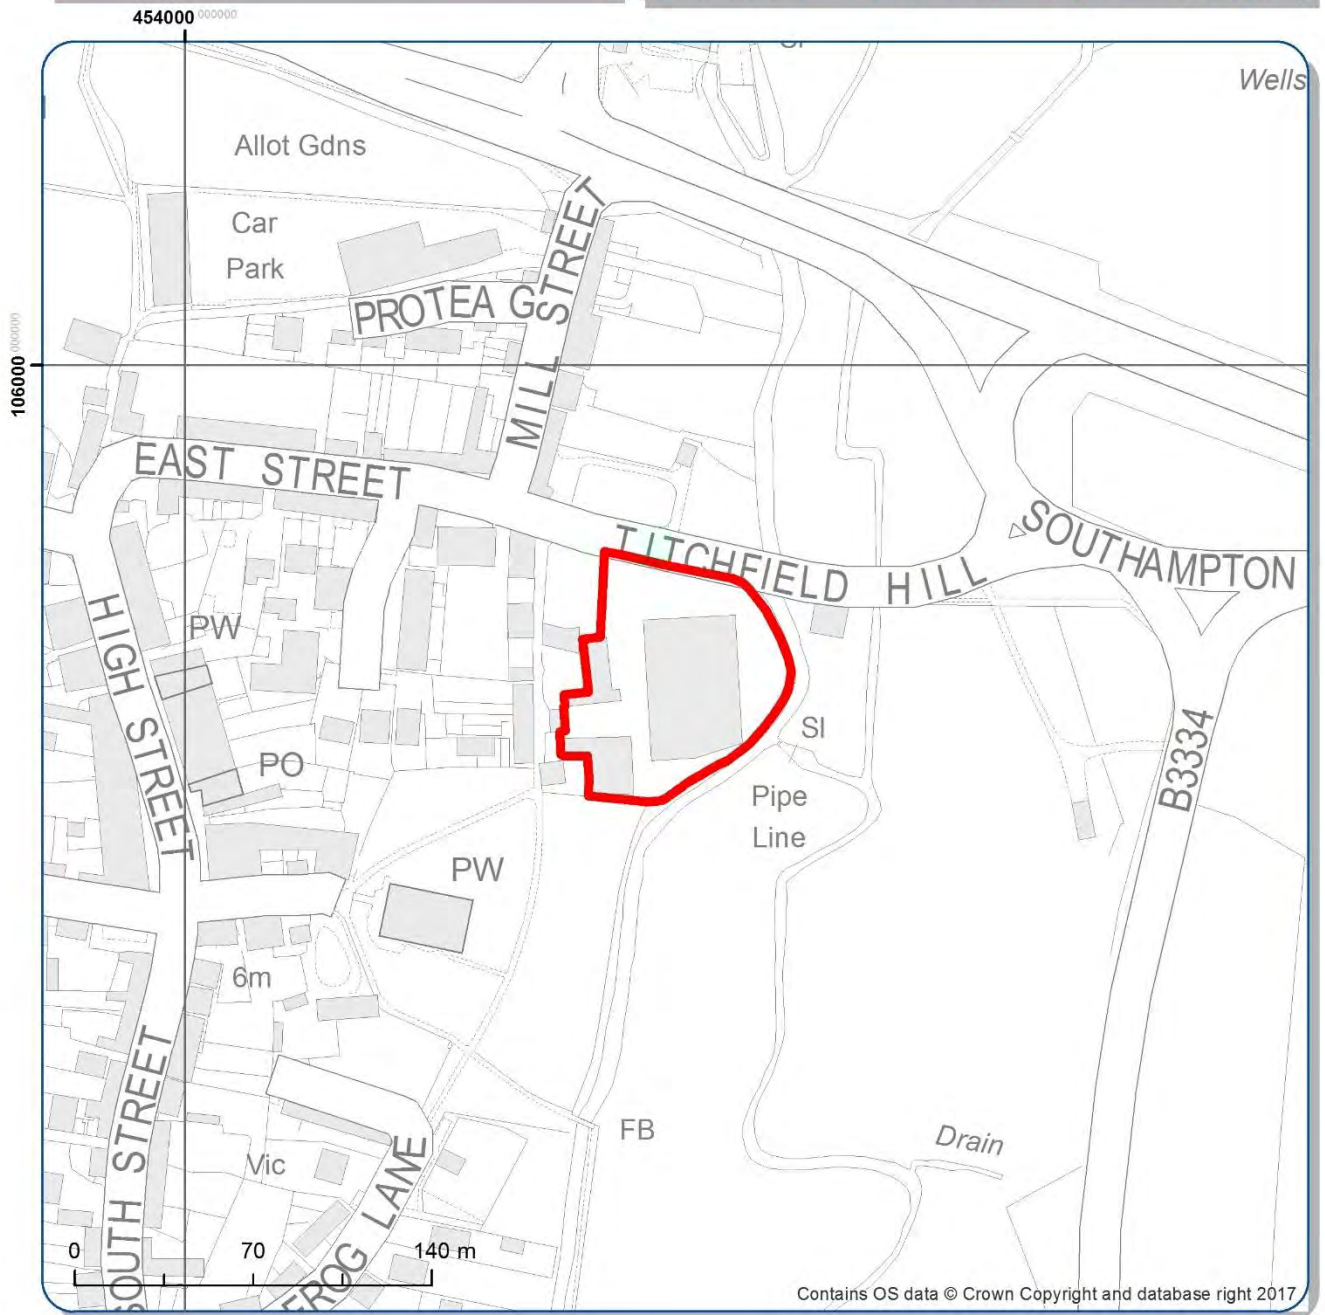 454000 000000
106000 000000
Wells
Allot Gdns
Car
Park
MILL STREET
PROTEA G
EAST STREET
TITCHFIELD HILL
SOUTHAMPTON
HIGH STREET
PW
PO
SI
Pipe
Line
B3334
PW
6m
SOUTH STREET
Vic
FROG LANE
FB
Drain
0 70 140 m
Contains OS data © Crown Copyright and database right 2017